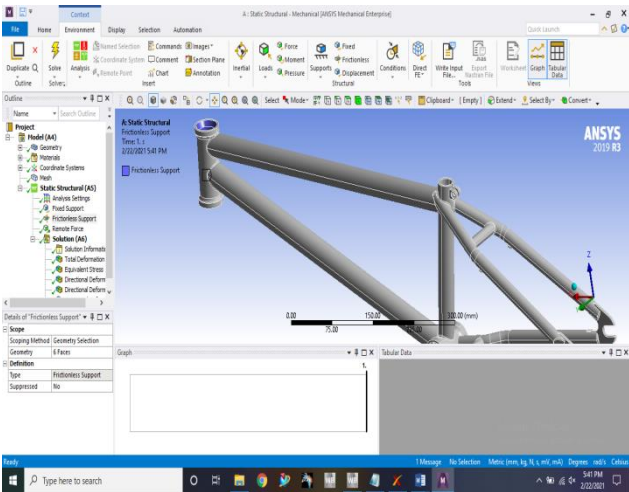 Context
A : Static Structural - Mechanical [ANSYS Mechanical Enterprise]
File Home Environment Display Selection Automation
Quick Launch
Duplicate Q
Outline
Solve
Solver
Analysis
Named Selection
Coordinate System
Remote Point
Commands
Comment
Chart
Images
Section Plane
Annotation
Insert
Inertial
Loads
Force
Moment
Pressure
Supports
Fixed
Frictionless
Displacement
Structural
Conditions
Direct FE
Write Input File...
Export Nastran File
Tools
Worksheet
Graph
Tabular Data
Views
Outline
Name Search Outline
Select Mode Clipboard [ Empty ] Extend Select By Convert
Project
Model (A4)
Geometry
Materials
Coordinate Systems
Mesh
Static Structural (A5)
Analysis Settings
Fixed Support
Frictionless Support
Remote Force
Solution (A6)
Solution Informati
Total Deformation
Equivalent Stress
Directional Deform
Directional Deform
A: Static Structural
Frictionless Support
Time: 1. s
2/22/2021 5:41 PM
Frictionless Support
ANSYS
2019 R3
Z
0.00 150.00 300.00 (mm)
75.00
Details of "Frictionless Support"
Scope
Scoping Method Geometry Selection
Geometry 6 Faces
Definition
Type Frictionless Support
Suppressed No
Graph
1.
Tabular Data
Ready
1 Message No Selection Metric (mm, kg, N, s, mV, mA) Degrees rad/s Celsius
Type here to search
5:41 PM
2/22/2021